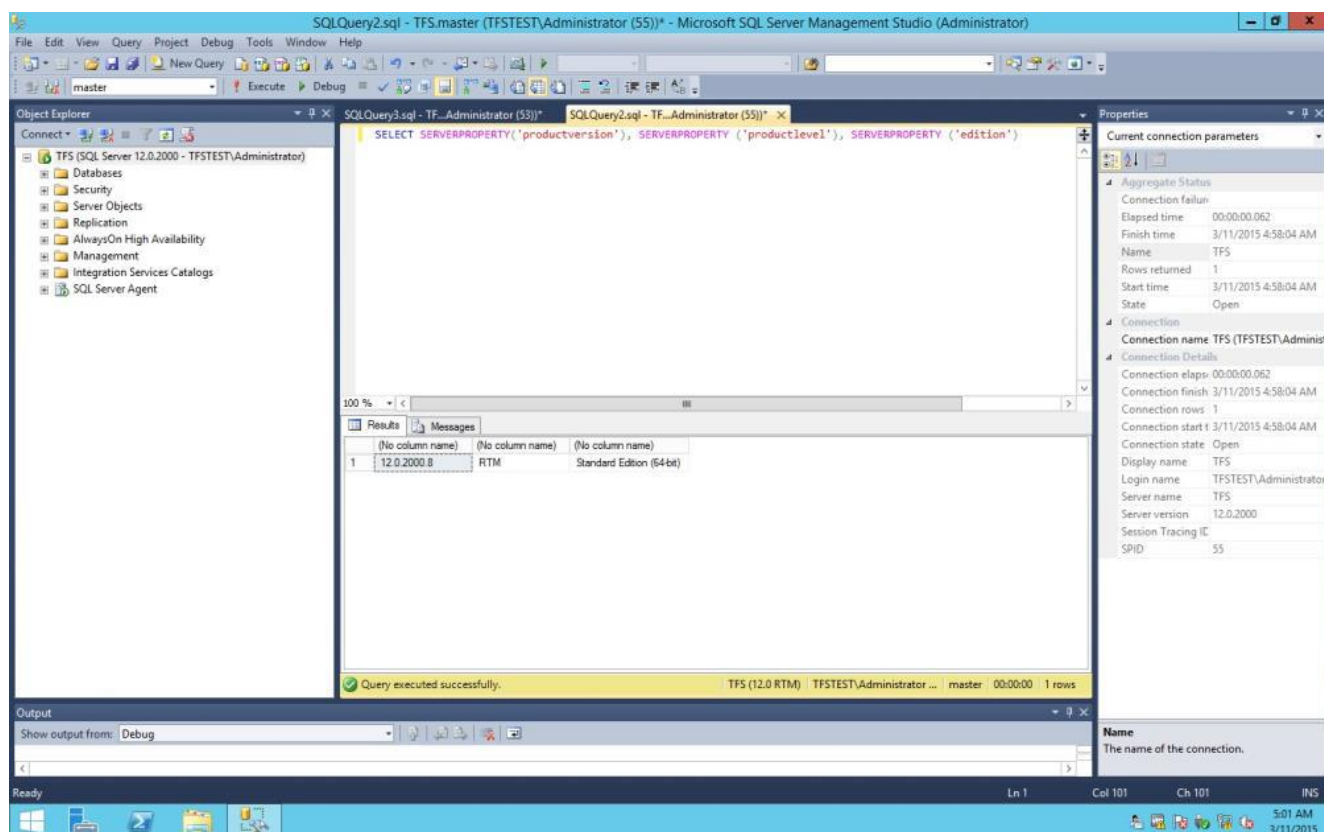 SQLQuery2.sql - TFS.master (TFSTEST\Administrator (55))* - Microsoft SQL Server Management Studio (Administrator)
File Edit View Query Project Debug Tools Window Help
New Query
master Execute Debug
Object Explorer
Connect
TFS (SQL Server 12.0.2000 - TFSTEST\Administrator)
Databases
Security
Server Objects
Replication
AlwaysOn High Availability
Management
Integration Services Catalogs
SQL Server Agent
SQLQuery3.sql - TF...Administrator (53))* SQLQuery2.sql - TF...Administrator (55))*
SELECT SERVERPROPERTY('productversion'), SERVERPROPERTY ('productlevel'), SERVERPROPERTY ('edition')
100 %
Results Messages
(No column name) (No column name) (No column name)
1 12.0.2000.8 RTM Standard Edition (64-bit)
Query executed successfully. TFS (12.0 RTM) TFSTEST\Administrator ... master 00:00:00 1 rows
Properties
Current connection parameters
Aggregate Status
Connection failure
Elapsed time 00:00:00.062
Finish time 3/11/2015 4:58:04 AM
Name TFS
Rows returned 1
Start time 3/11/2015 4:58:04 AM
State Open
Connection
Connection name TFS (TFSTEST\Adminis
Connection Details
Connection elaps 00:00:00.062
Connection finish 3/11/2015 4:58:04 AM
Connection rows 1
Connection start t 3/11/2015 4:58:04 AM
Connection state Open
Display name TFS
Login name TFSTEST\Administrator
Server name TFS
Server version 12.0.2000
Session Tracing ID
SPID 55
Name
The name of the connection.
Output
Show output from: Debug
Ready Ln 1 Col 101 Ch 101 INS
5:01 AM
3/11/2015